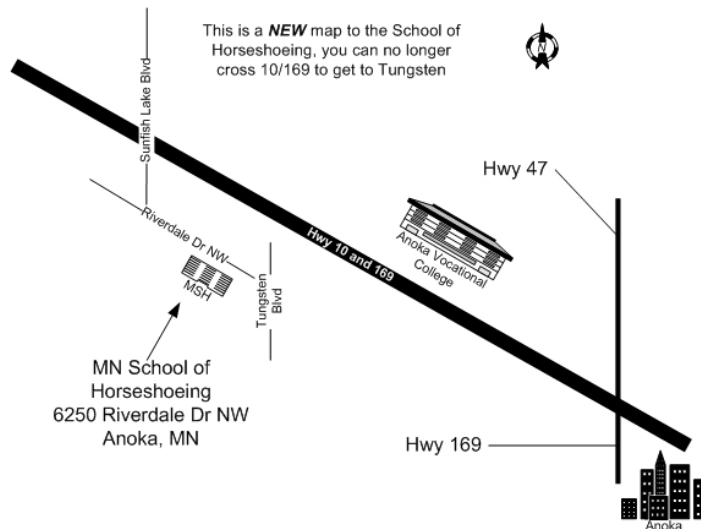 This is a NEW map to the School of
Horseshoeing, you can no longer
cross 10/169 to get to Tungsten
N
Sunfish Lake Blvd
Hwy 47
Riverdale Dr NW
Hwy 10 and 169
Anoka Vocational
College
MSH
Tungsten
Blvd
MN School of
Horseshoeing
6250 Riverdale Dr NW
Anoka, MN
Hwy 169
Anoka